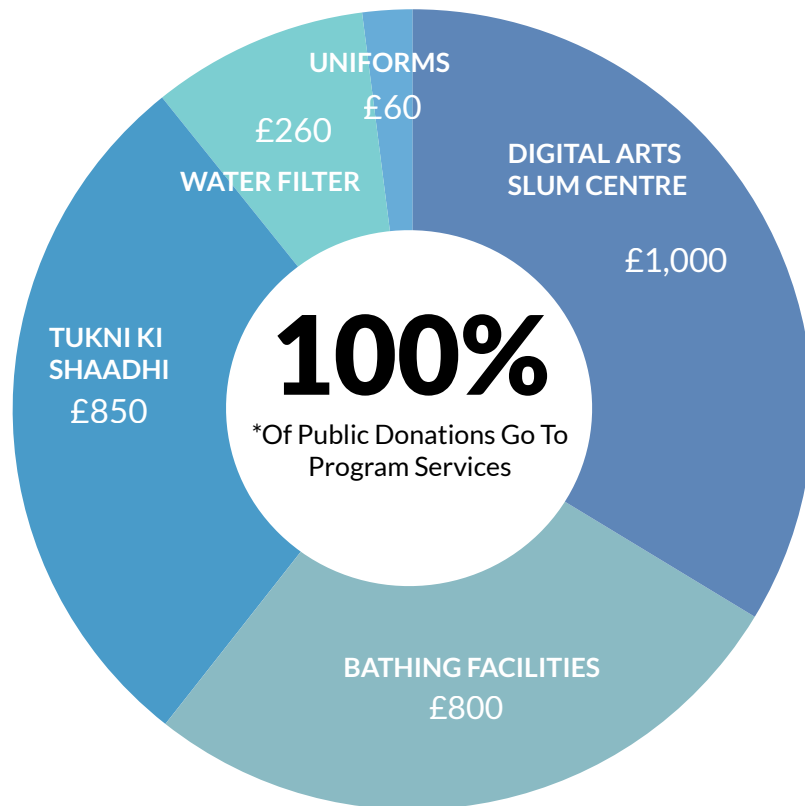 UNIFORMS
£60
£260
WATER FILTER
DIGITAL ARTS
SLUM CENTRE
£1,000
TUKNI KI
SHAADHI
£850
100%
*Of Public Donations Go To
Program Services
BATHING FACILITIES
£800